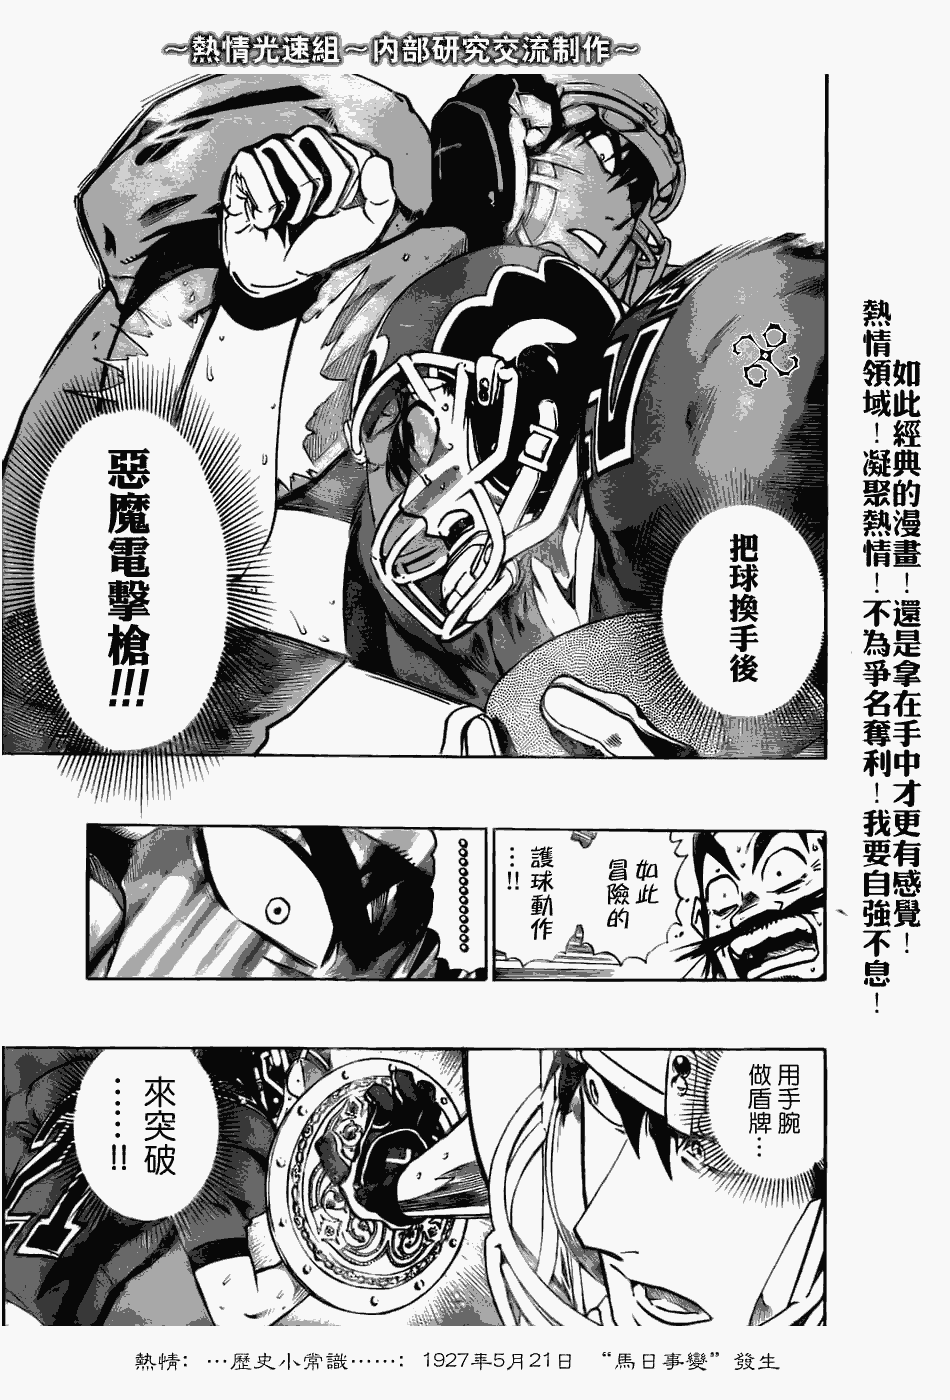 ～熱情光速組～內部研究交流制作～
如此經典的漫畫！還是拿在手中才更有感覺！
熱情領域！凝聚熱情！不為爭名奪利！我要自強不息！
把球換手後
惡魔電擊槍!!!
如此
冒險的
護球動作
…!!
…………
用手腕
做盾牌…
來突破
……!!
熱情：…歷史小常識……：1927年5月21日 “馬日事變”發生